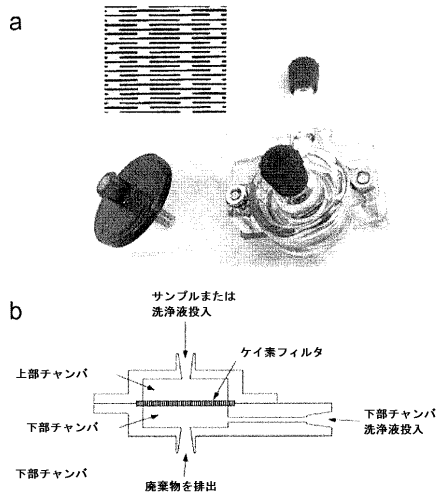 a
b
サンプルまたは
洗浄液投入
ケイ素フィルタ
上部チャンバ
下部チャンバ
下部チャンバ
洗浄液投入
下部チャンバ
廃棄物を排出